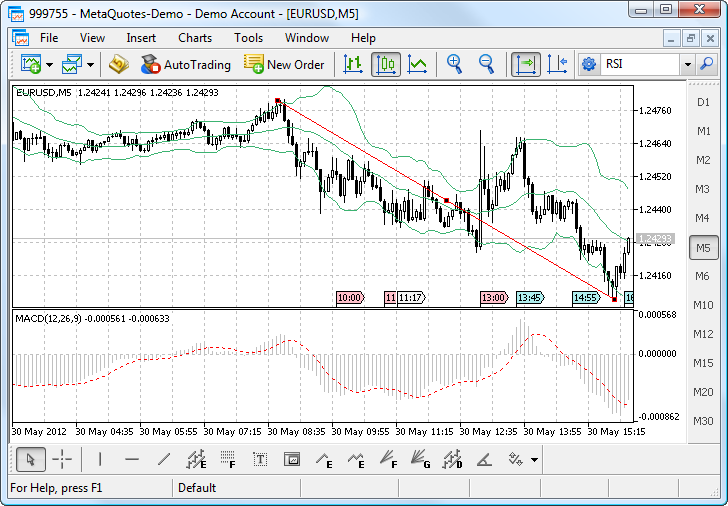 999755 - MetaQuotes-Demo - Demo Account - [EURUSD,M5]
File View Insert Charts Tools Window Help
AutoTrading New Order RSI
EURUSD,M5 1.24241 1.24296 1.24236 1.24293
1.24760
1.24640
1.24520
1.24400
1.24293
1.24160
10:00 11 11:17 13:00 13:45 14:55 16
MACD(12,26,9) -0.000561 -0.000633
0.000568
0.000000
-0.000862
30 May 2012 30 May 04:35 30 May 05:55 30 May 07:15 30 May 08:35 30 May 09:55 30 May 11:15 30 May 12:35 30 May 13:55 30 May 15:15
D1
M1
M2
M3
M4
M5
M6
M10
M12
M15
M20
M30
E F T E E F G D
For Help, press F1 Default